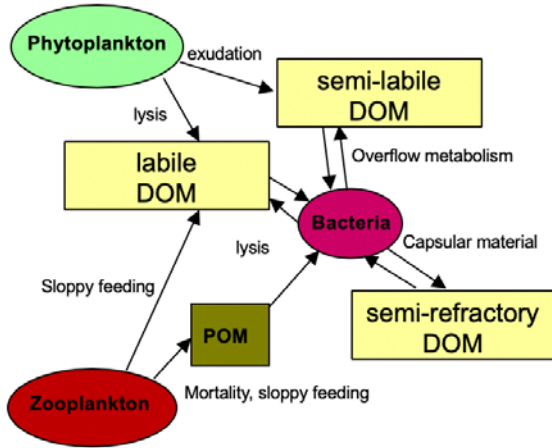 Phytoplankton
exudation
semi-labile
DOM
lysis
labile
DOM
Overflow metabolism
Bacteria
lysis
Capsular material
Sloppy feeding
POM
semi-refractory
DOM
Mortality, sloppy feeding
Zooplankton